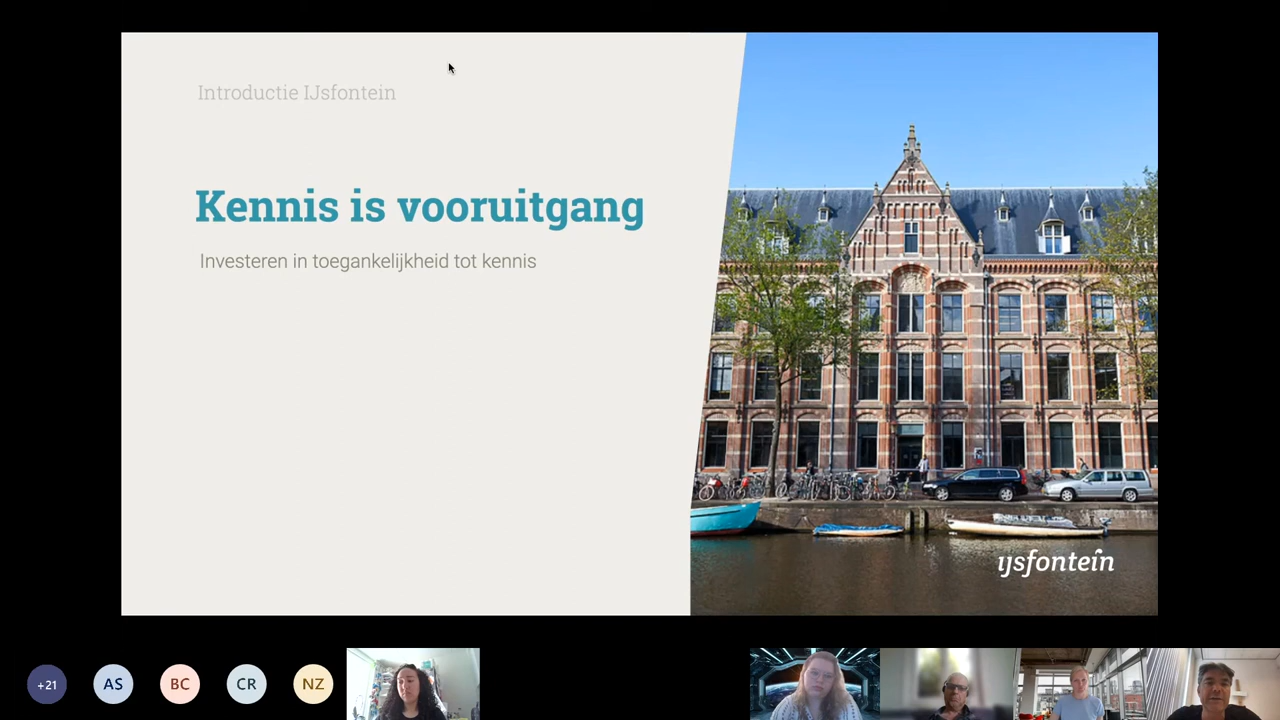 Introductie IJsfontein
Kennis is vooruitgang
Investeren in toegankelijkheid tot kennis
ijsfontein
+21
AS
BC
CR
NZ